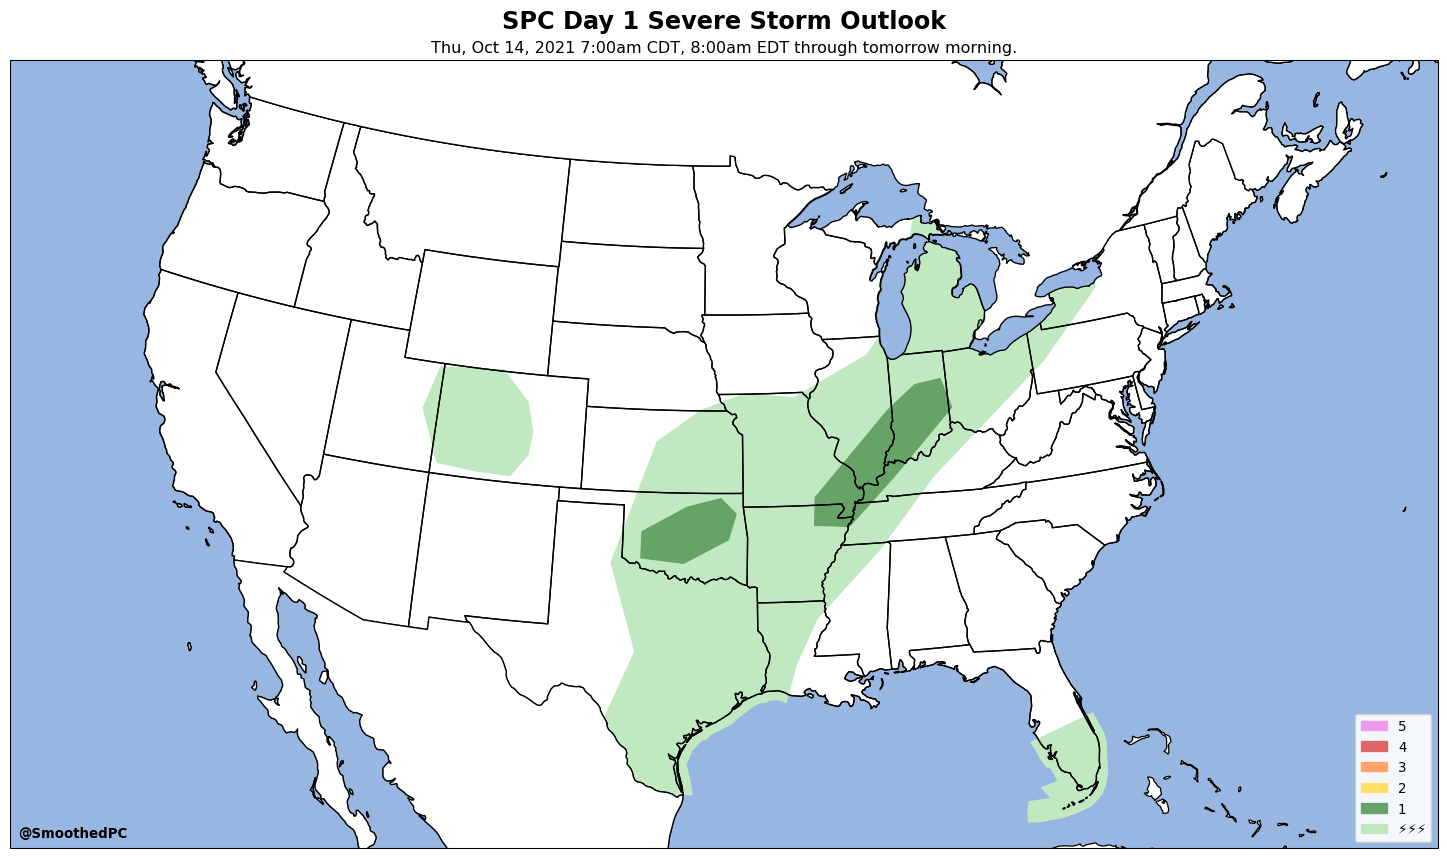 SPC Day 1 Severe Storm Outlook
Thu, Oct 14, 2021 7:00am CDT, 8:00am EDT through tomorrow morning.
5
4
3
2
1
⚡⚡⚡
@SmoothedPC